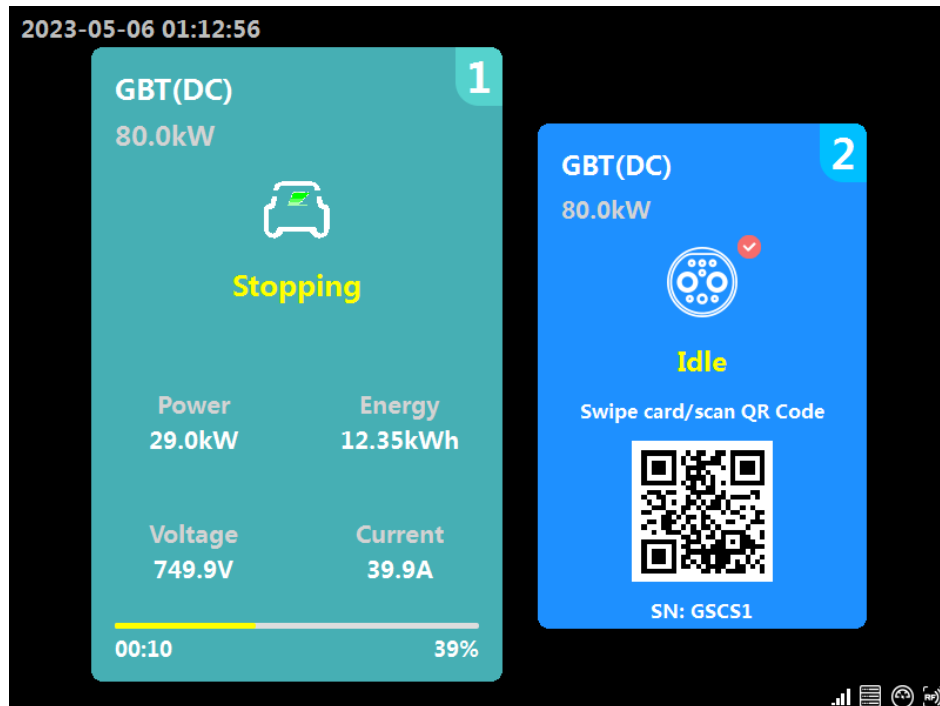 2023-05-06 01:12:56
GBT(DC)
1
80.0kW
Stopping
Power
Energy
29.0kW
12.35kWh
Voltage
Current
749.9V
39.9A
00:10
39%
GBT(DC)
2
80.0kW
Idle
Swipe card/scan QR Code
SN: GSCS1
RF